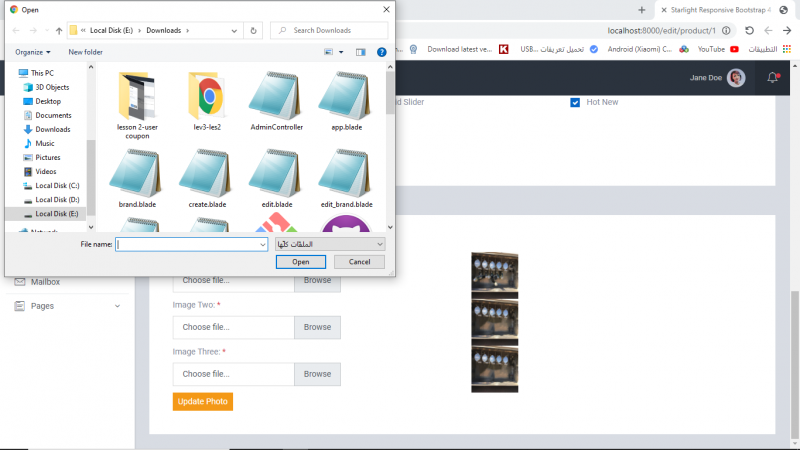 Open
Starlight Responsive Bootstrap 4
« Local Disk (E:) › Downloads ›
Search Downloads
localhost:8000/edit/product/1
Organize
New folder
Download latest ve...
USB... تحميل تعريفات
Android (Xiaomi) C...
YouTube
التطبيقات
This PC
3D Objects
Desktop
Documents
Downloads
Music
Pictures
Videos
Local Disk (C:)
Local Disk (D:)
Local Disk (E:)
lesson 2-user coupon
lev3-les2
AdminController
app.blade
brand.blade
create.blade
edit.blade
edit_brand.blade
Jane Doe
Hot New
id Slider
File name:
الملفات كلها
Open
Cancel
Mailbox
Pages
Choose file...
Browse
Image Two: *
Choose file...
Browse
Image Three: *
Choose file...
Browse
Update Photo